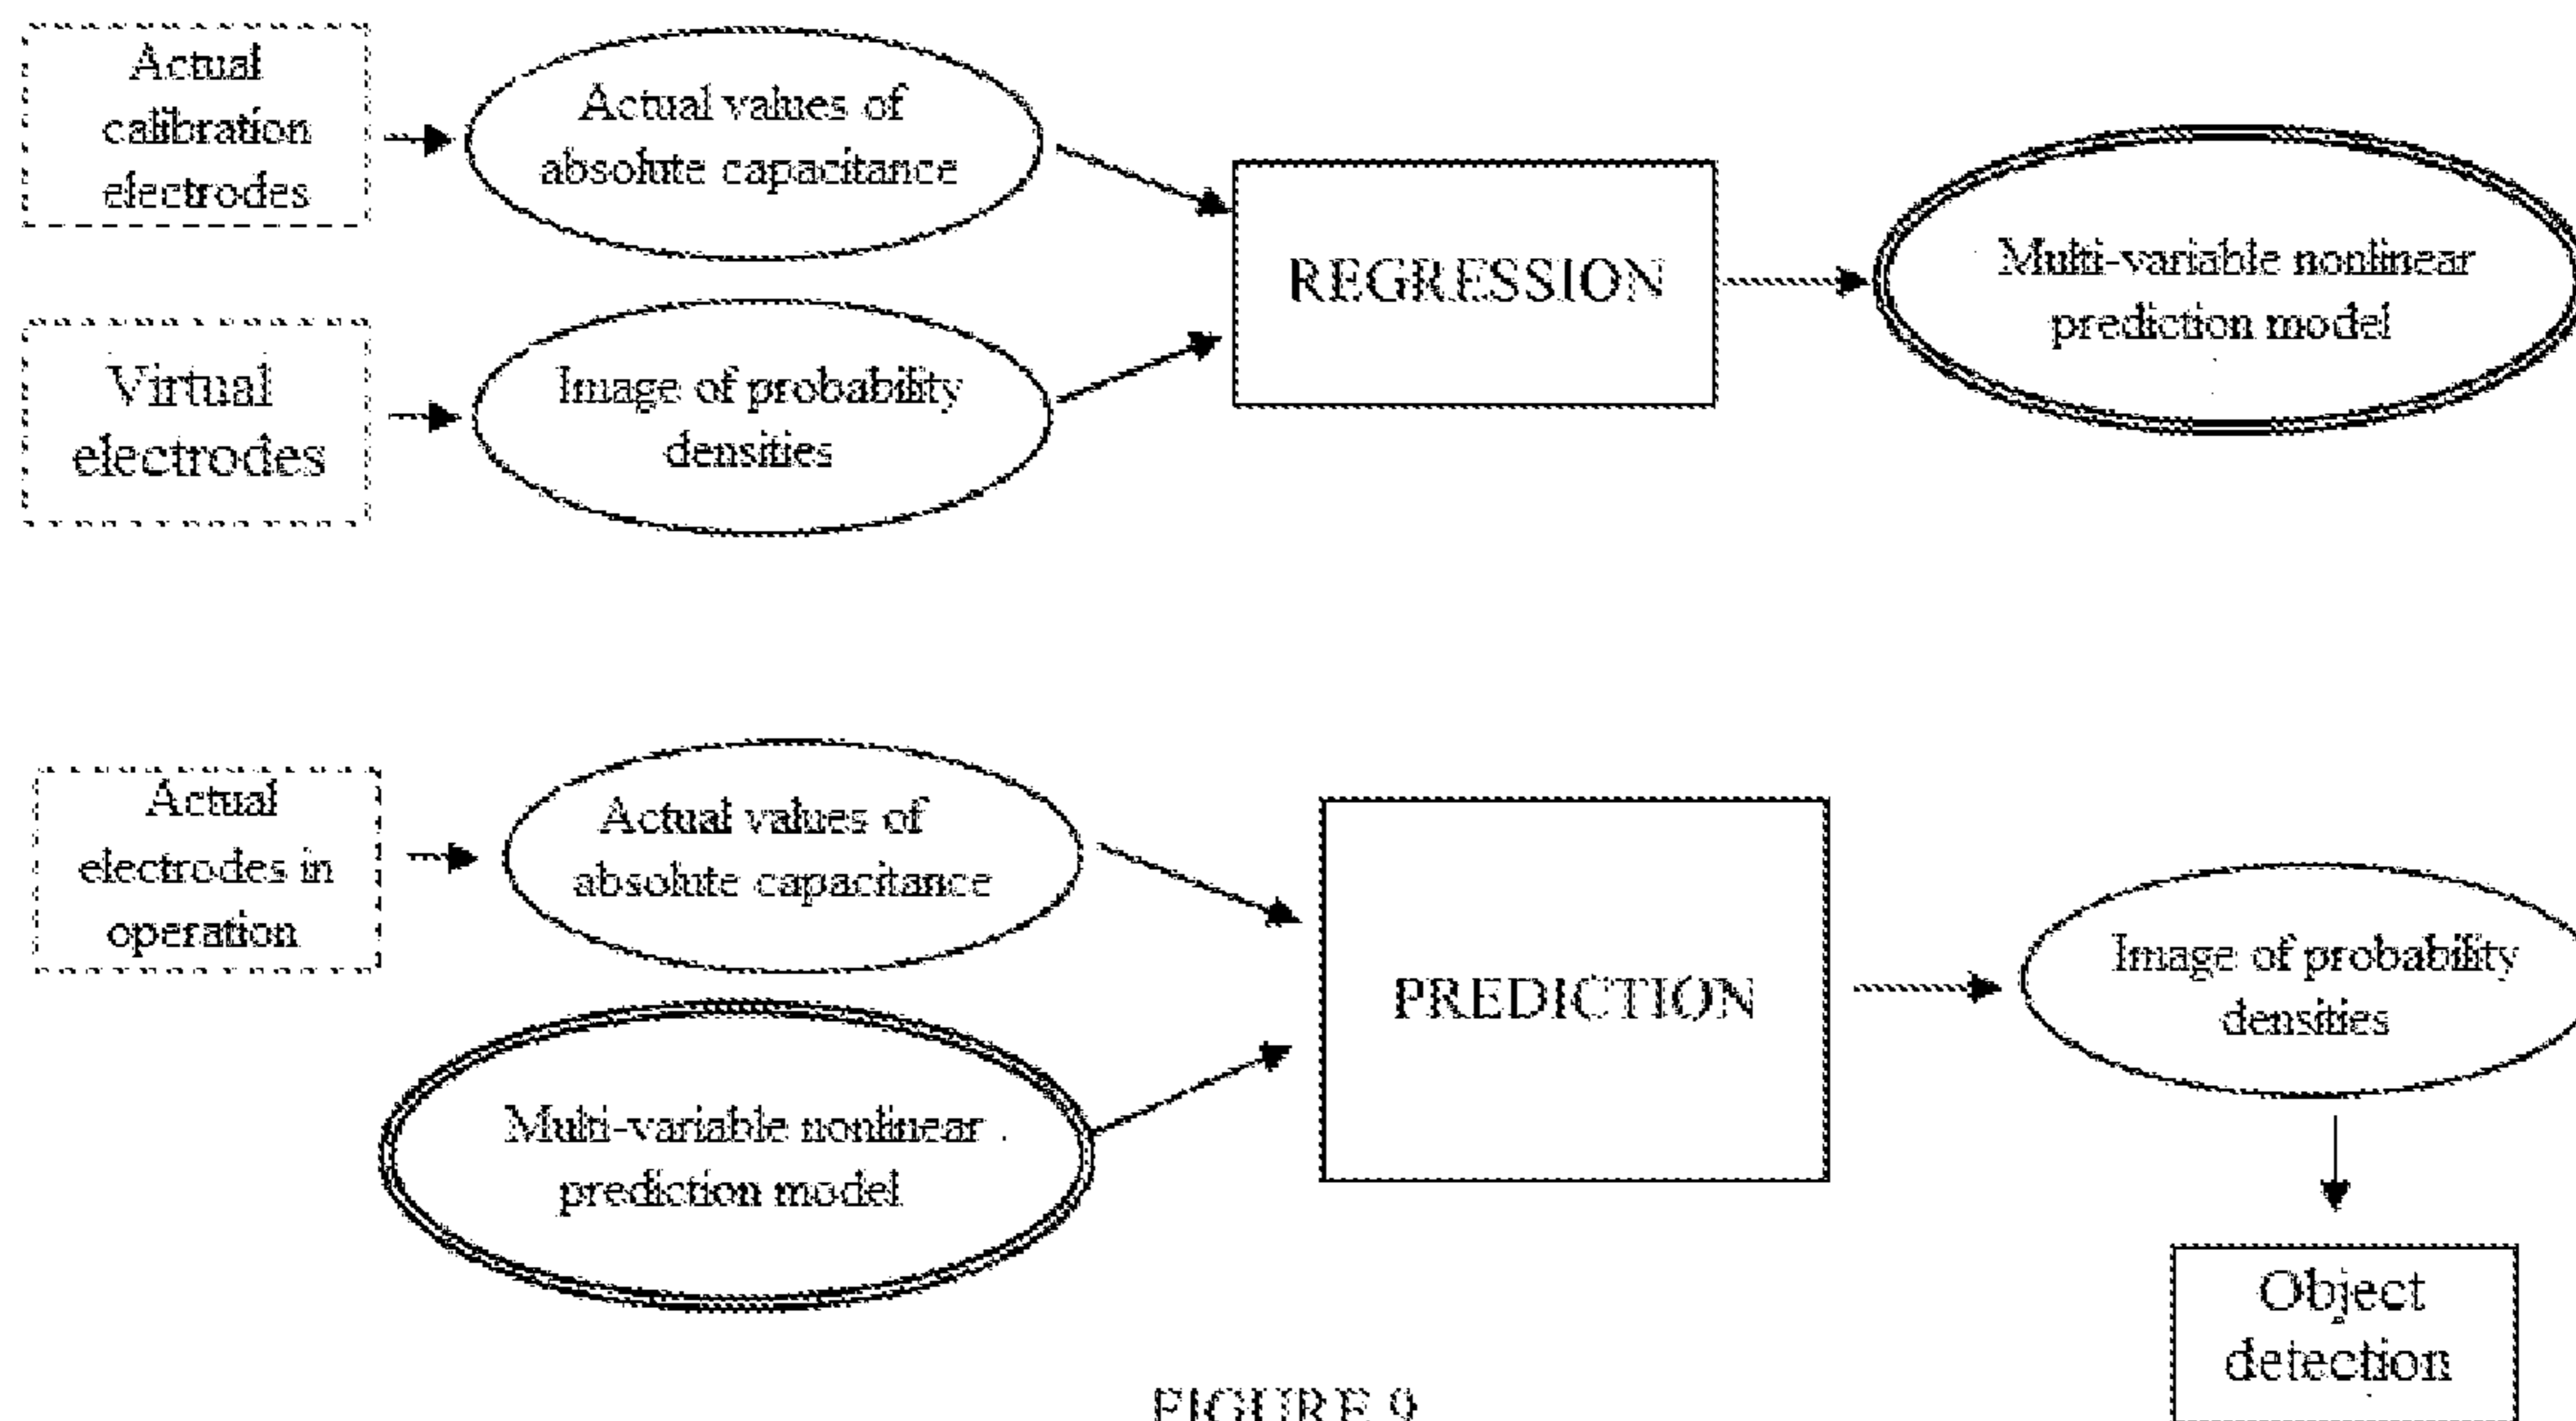 Actual
calibration
electrodes
Actual values of
absolute capacitance
Virtual
electrodes
Image of probability
densities
REGRESSION
Multi-variable nonlinear
prediction model
Actual
electrodes in
operation
Actual values of
absolute capacitance
Multi-variable nonlinear
prediction model
PREDICTION
Image of probability
densities
Object
detection
FIGURE 9